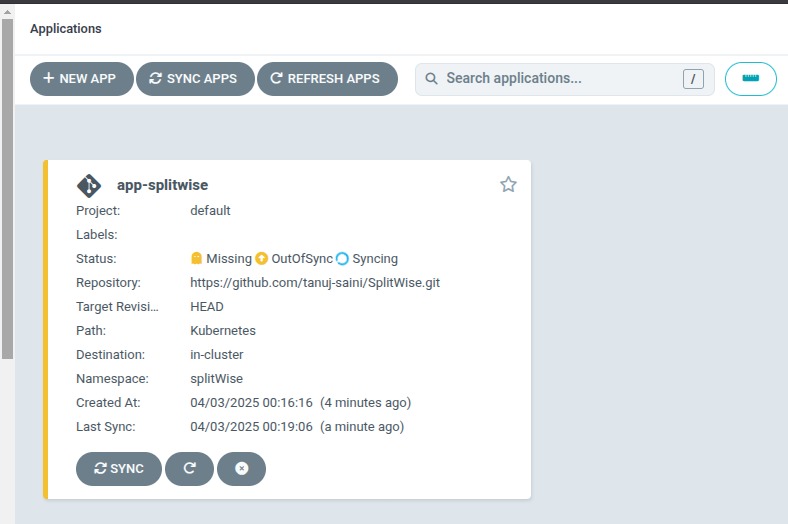 Applications
+ NEW APP SYNC APPS REFRESH APPS Search applications... /
app-splitwise
Project: default
Labels:
Status: Missing OutOfSync Syncing
Repository: https://github.com/tanuj-saini/SplitWise.git
Target Revisi... HEAD
Path: Kubernetes
Destination: in-cluster
Namespace: splitWise
Created At: 04/03/2025 00:16:16 (4 minutes ago)
Last Sync: 04/03/2025 00:19:06 (a minute ago)
SYNC